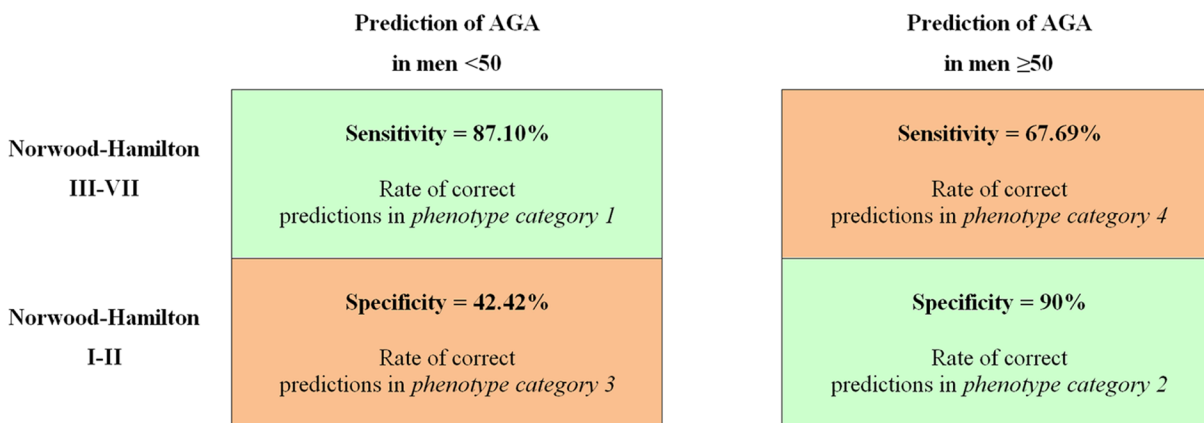 Prediction of AGA
in men <50
Prediction of AGA
in men ≥50
Norwood-Hamilton
III-VII
Sensitivity = 87.10%
Rate of correct
predictions in phenotype category 1
Sensitivity = 67.69%
Rate of correct
predictions in phenotype category 4
Norwood-Hamilton
I-II
Specificity = 42.42%
Rate of correct
predictions in phenotype category 3
Specificity = 90%
Rate of correct
predictions in phenotype category 2